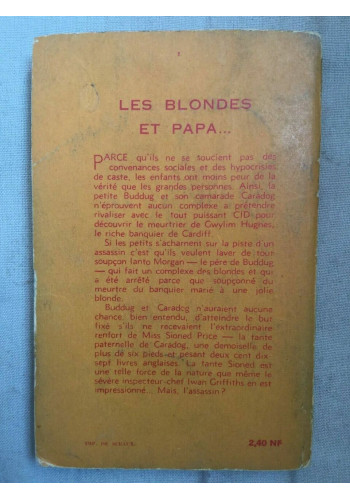 LES BLONDES
ET PAPA...
PARCE qu'ils ne se soucient pas des
convenances sociales et des hypocrisies
de caste, les enfants ont moins peur de la
vérité que les grandes personnes. Ainsi, la
petite Buddug et son camarade Caradog
n'éprouvent aucun complexe à prétendre
rivaliser avec le tout puissant CID pour
découvrir le meurtrier de Gwylim Hughes,
le riche banquier de Cardiff.
Si les petits s'acharnent sur la piste d'un
assassin c'est qu'ils veulent laver de tout
soupçon Ianto Morgan — le père de Buddug
— qui fait un complexe des blondes et qui
a été arrêté parce que soupçonné du
meurtre du banquier marié à une jolie
blonde.
Buddug et Caradog n'auraient aucune
chance, bien entendu, d'atteindre le but
fixé s'ils ne recevaient l'extraordinaire
renfort de Miss Sioned Price — la tante
paternelle de Caradog, une demoiselle de
plus de six pieds et pesant deux cent dix
sept livres anglaises. La tante Sioned est
une telle force de la nature que même le
sévère inspecteur-chef Iwan Griffiths en est
impressionné... Mais, l'assassin ?
2,40 NF